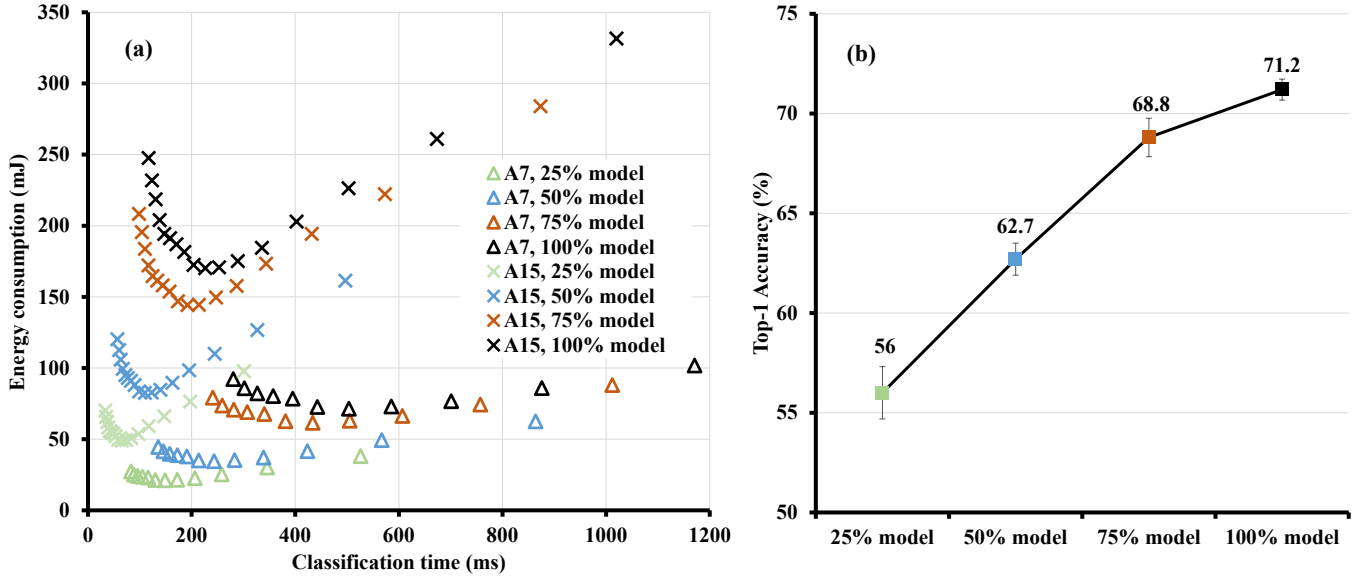 (a)
Energy consumption (mJ)
350
300
250
200
150
100
50
0
0 200 400 600 800 1000 1200
Classification time (ms)
A7, 25% model
A7, 50% model
A7, 75% model
A7, 100% model
A15, 25% model
A15, 50% model
A15, 75% model
A15, 100% model
(b)
Top-1 Accuracy (%)
75
70
65
60
55
50
56
62.7
68.8
71.2
25% model 50% model 75% model 100% model